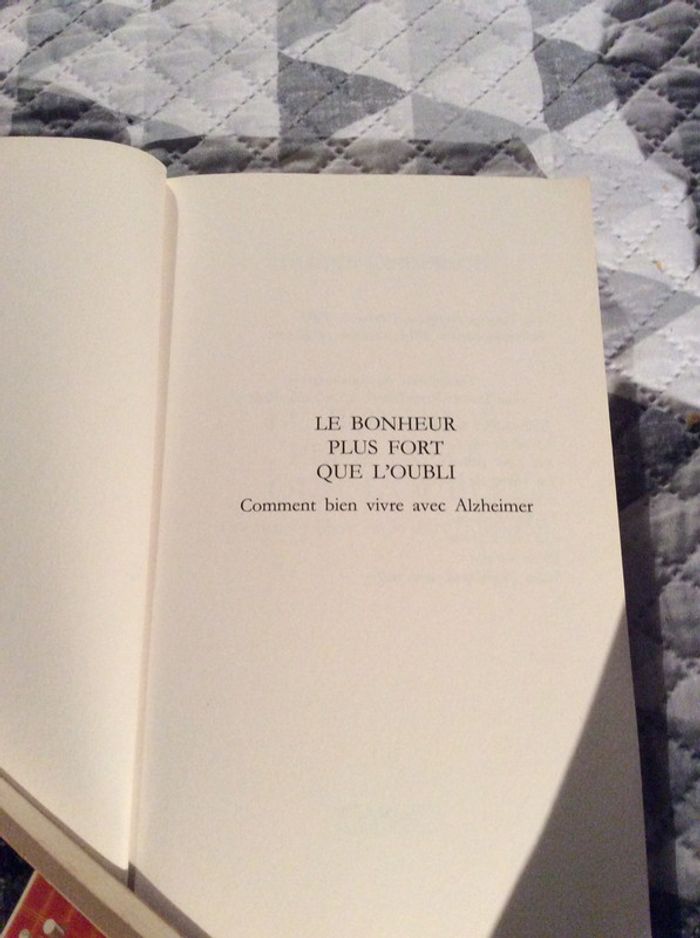 LE BONHEUR
PLUS FORT
QUE L'OUBLI
Comment bien vivre avec Alzheimer